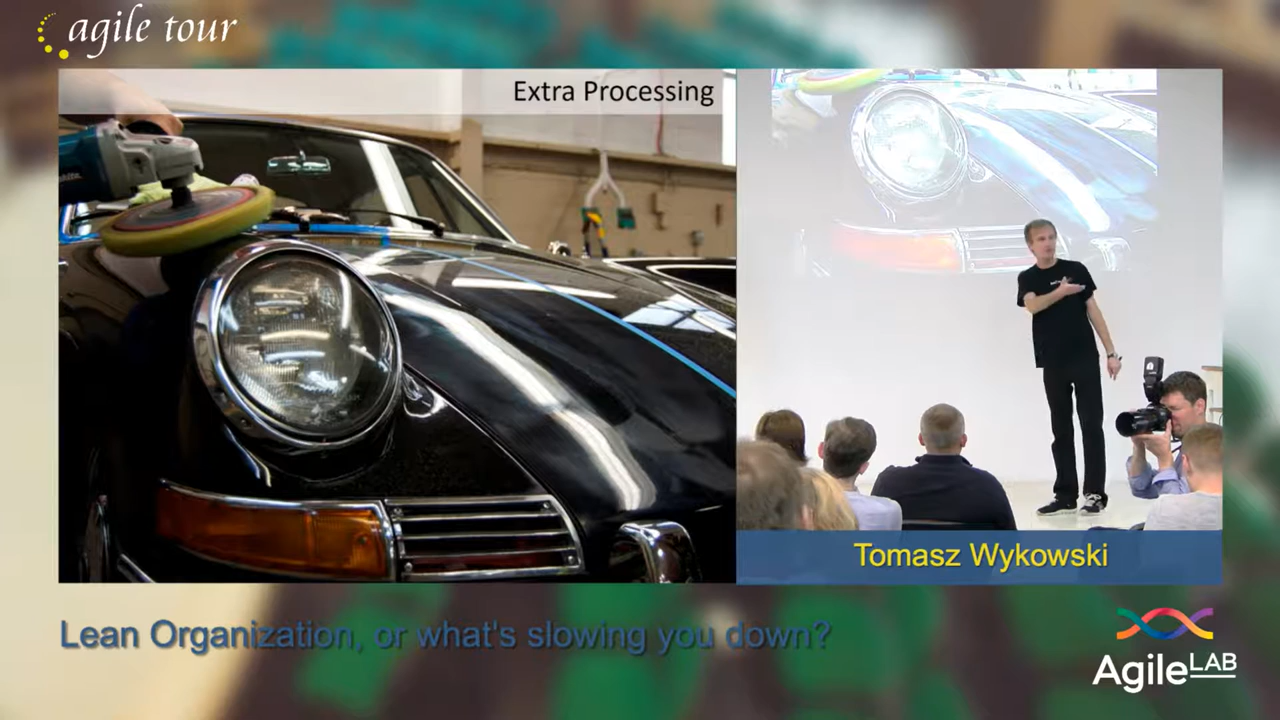 agile tour
Extra Processing
Tomasz Wykowski
Lean Organization, or what's slowing you down?
AgileLAB